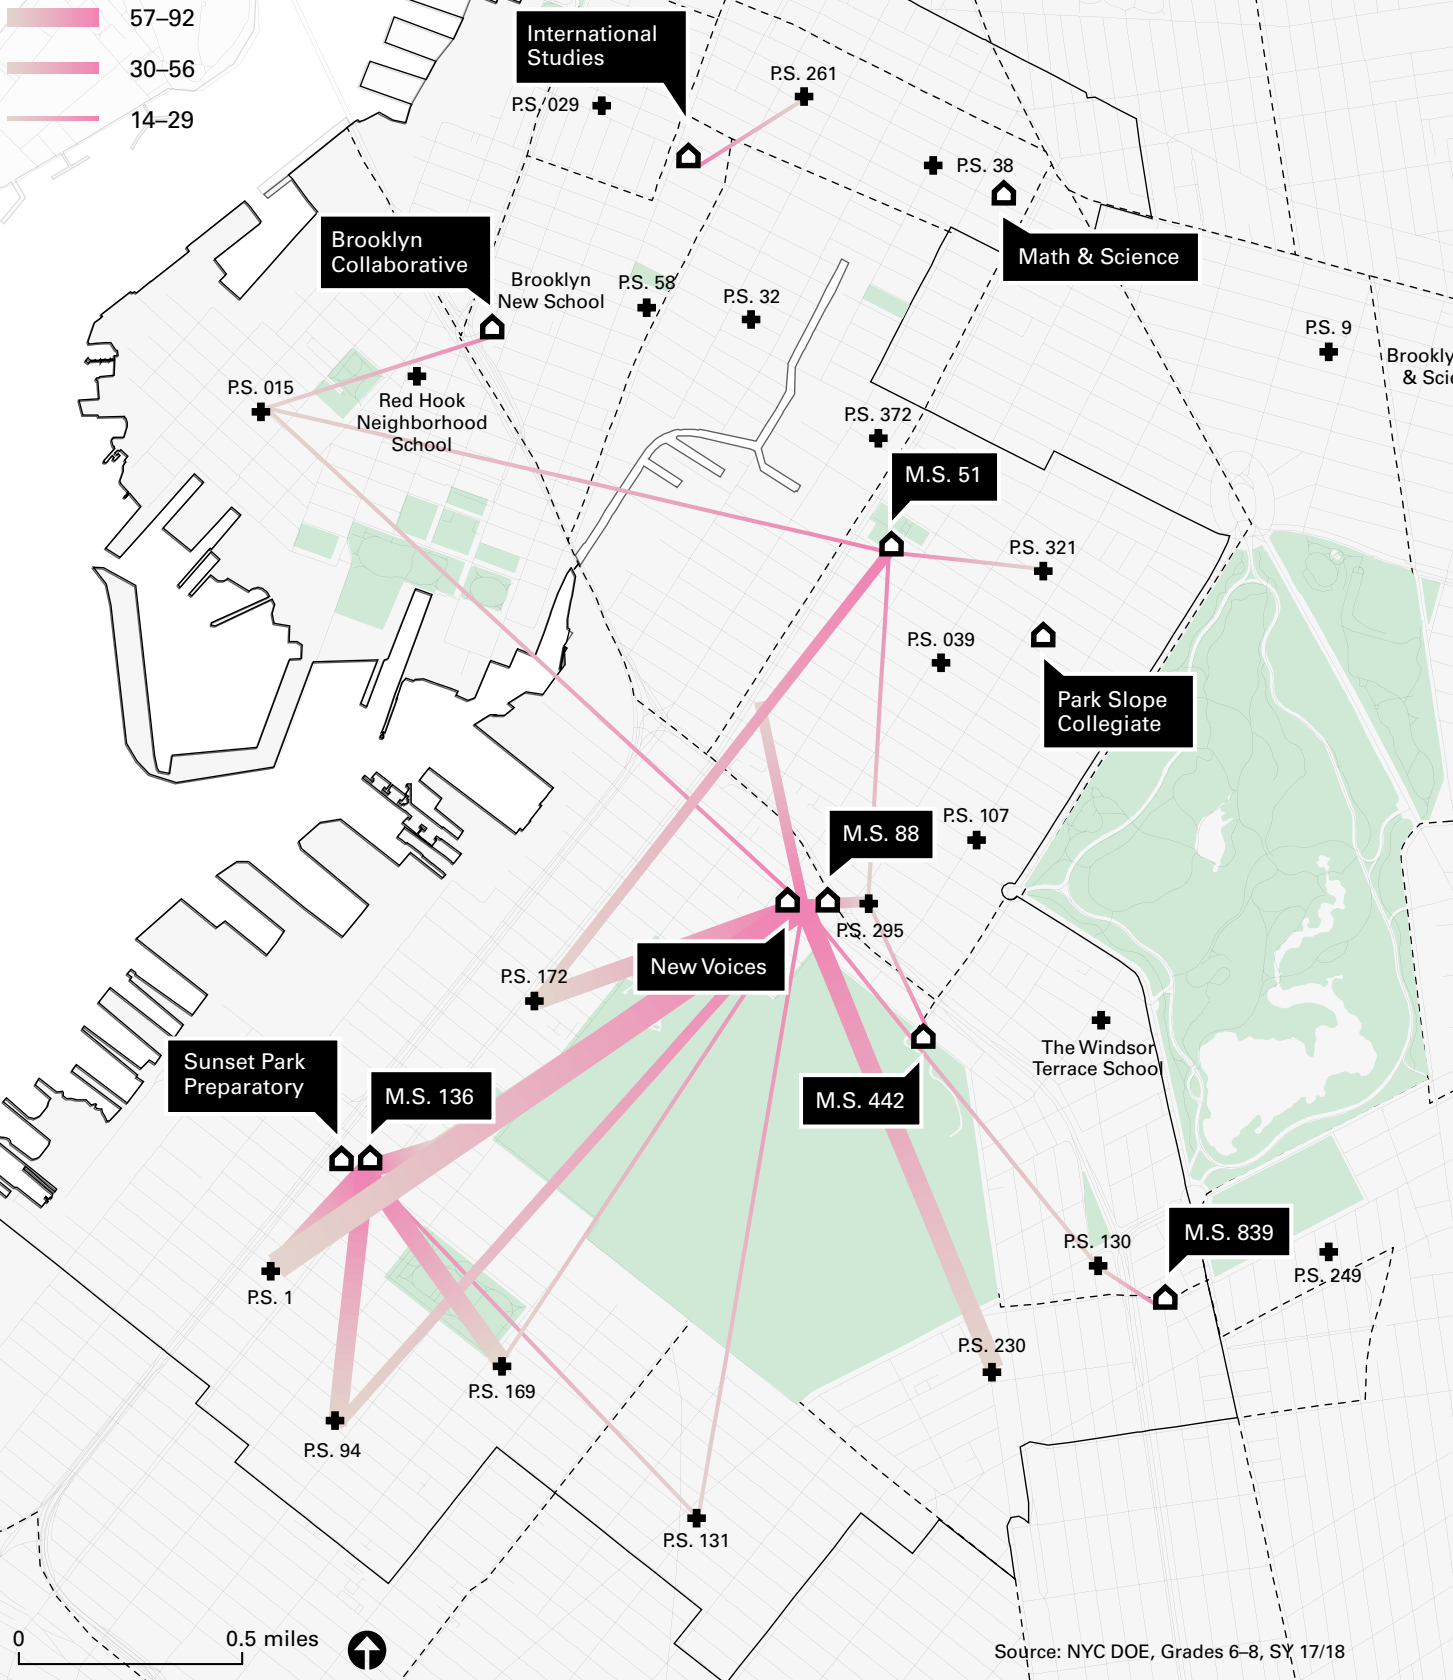 57–92
30–56
14–29
International
Studies
P.S. 261
P.S. 029
P.S. 38
Math & Science
Brooklyn
Collaborative
Brooklyn
New School
P.S. 58
P.S. 32
P.S. 9
Brookly
& Scie
P.S. 015
Red Hook
Neighborhood
School
P.S. 372
M.S. 51
P.S. 321
P.S. 039
Park Slope
Collegiate
M.S. 88
P.S. 107
P.S. 295
New Voices
P.S. 172
The Windsor
Terrace School
Sunset Park
Preparatory
M.S. 136
M.S. 442
M.S. 839
P.S. 130
P.S. 249
P.S. 1
P.S. 230
P.S. 169
P.S. 94
P.S. 131
0 0.5 miles
Source: NYC DOE, Grades 6–8, SY 17/18